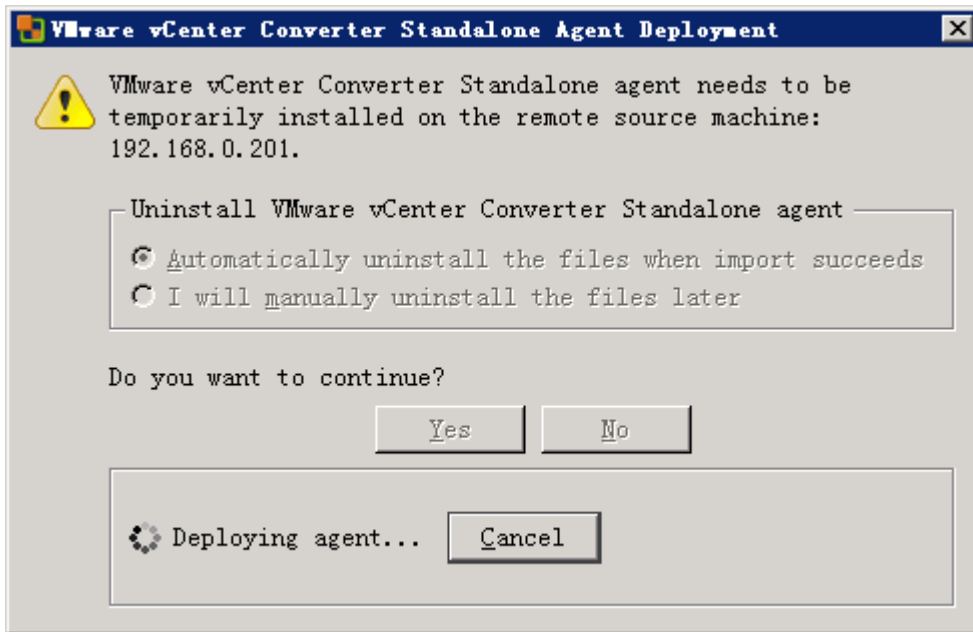 VMware vCenter Converter Standalone Agent Deployment
VMware vCenter Converter Standalone agent needs to be
temporarily installed on the remote source machine:
192.168.0.201.
Uninstall VMware vCenter Converter Standalone agent
Automatically uninstall the files when import succeeds
I will manually uninstall the files later
Do you want to continue?
Yes No
Deploying agent... Cancel